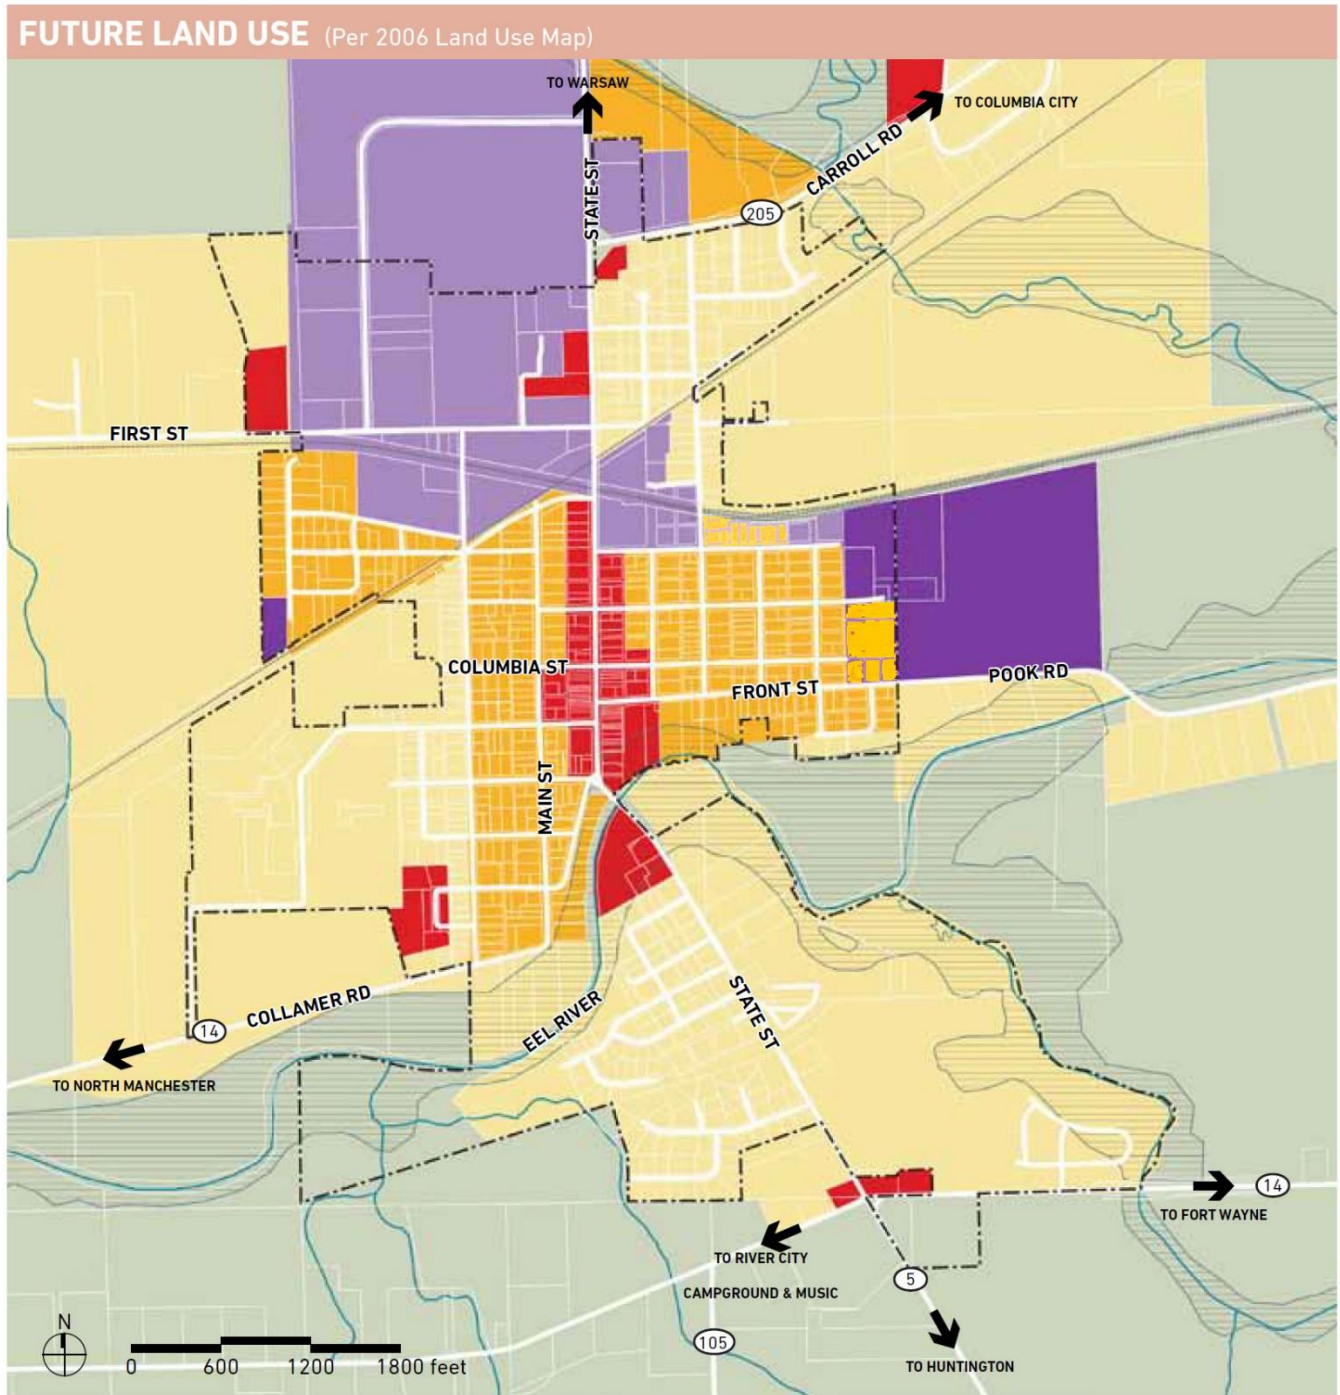 FUTURE LAND USE (Per 2006 Land Use Map)
TO WARSAW
TO COLUMBIA CITY
CARROLL RD
STATE ST
205
FIRST ST
COLUMBIA ST
FRONT ST
POOK RD
MAIN ST
STATE ST
COLLAMER RD
14
EEL RIVER
TO NORTH MANCHESTER
14
TO FORT WAYNE
TO RIVER CITY
CAMPGROUND & MUSIC
5
105
TO HUNTINGTON
N
0 600 1200 1800 feet